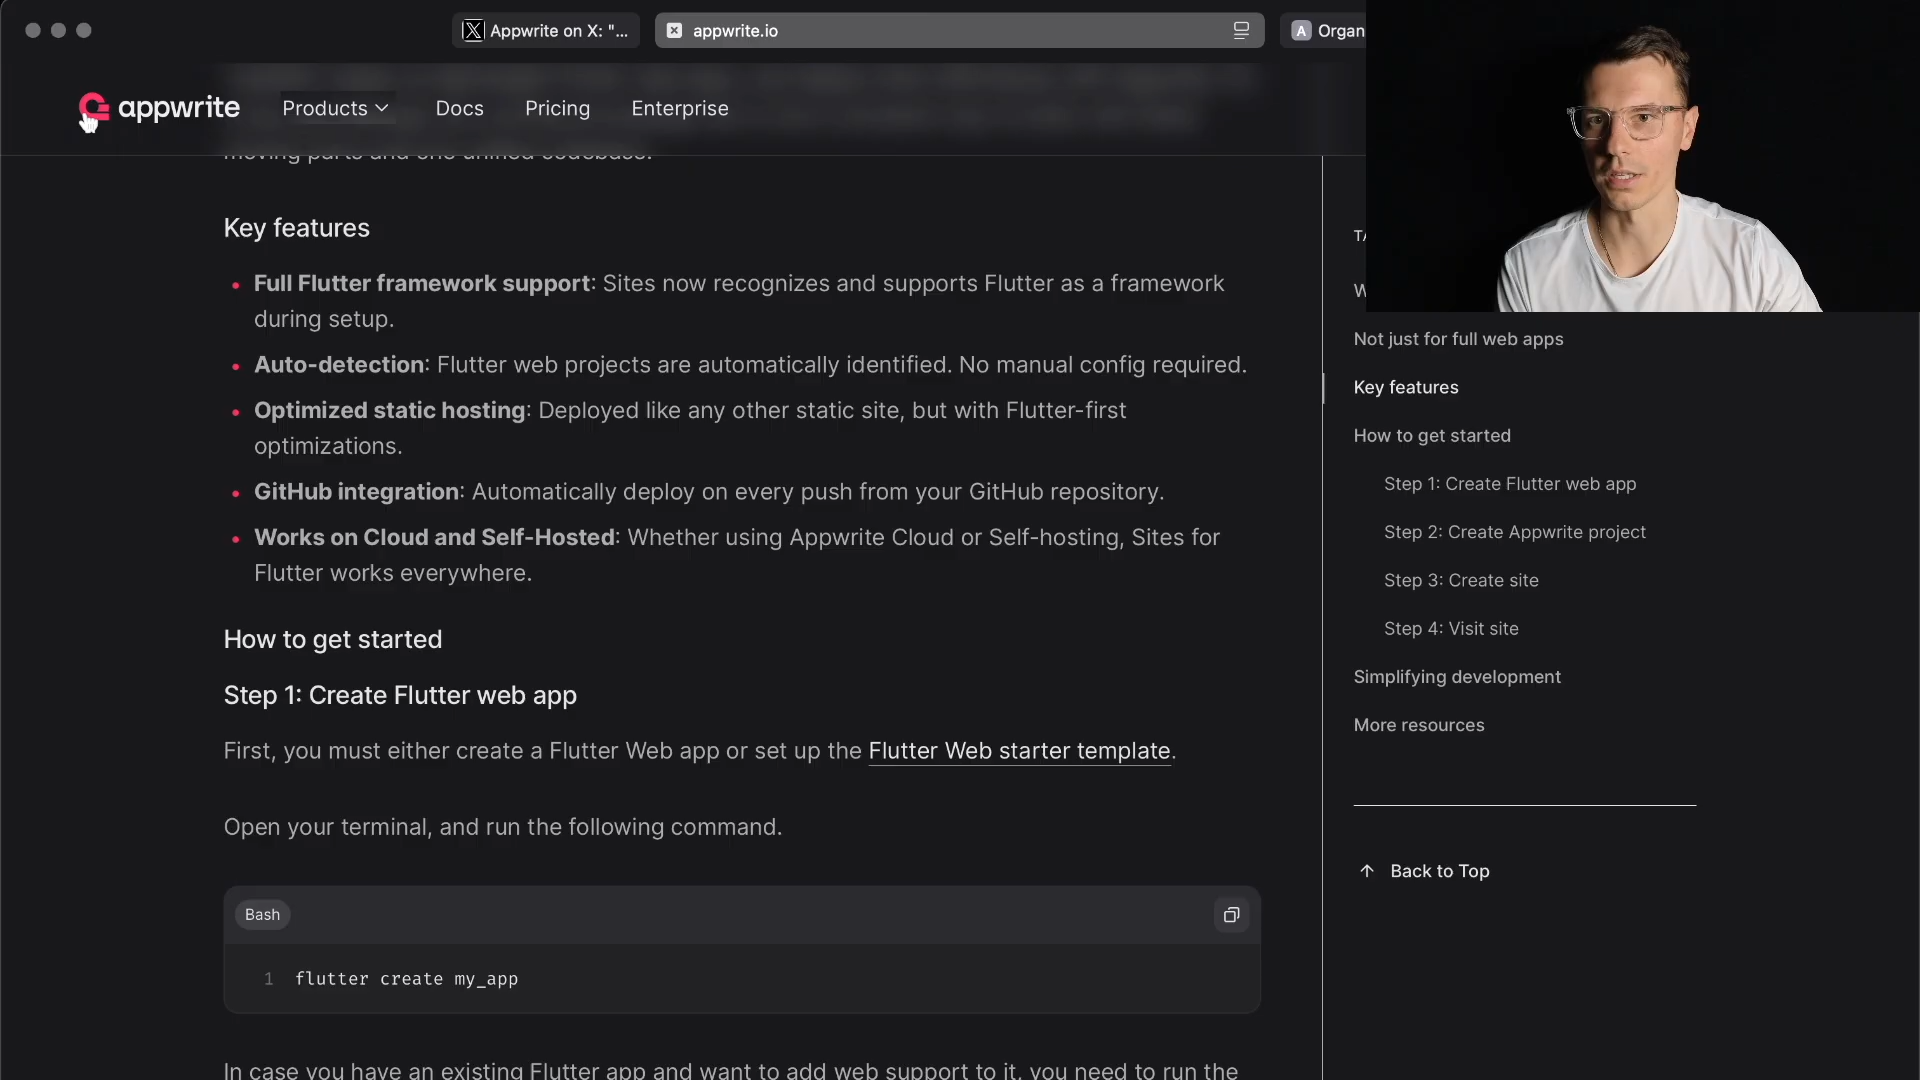 Appwrite on X: "...
appwrite.io
A Organ
appwrite
Products
Docs
Pricing
Enterprise
moving parts and one unified codebase.
Key features
• Full Flutter framework support: Sites now recognizes and supports Flutter as a framework
during setup.
• Auto-detection: Flutter web projects are automatically identified. No manual config required.
• Optimized static hosting: Deployed like any other static site, but with Flutter-first
optimizations.
• GitHub integration: Automatically deploy on every push from your GitHub repository.
• Works on Cloud and Self-Hosted: Whether using Appwrite Cloud or Self-hosting, Sites for
Flutter works everywhere.
How to get started
Step 1: Create Flutter web app
First, you must either create a Flutter Web app or set up the Flutter Web starter template.
Open your terminal, and run the following command.
Bash
1 flutter create my_app
In case you have an existing Flutter app and want to add web support to it, you need to run the
TA
W
Not just for full web apps
Key features
How to get started
Step 1: Create Flutter web app
Step 2: Create Appwrite project
Step 3: Create site
Step 4: Visit site
Simplifying development
More resources
↑ Back to Top